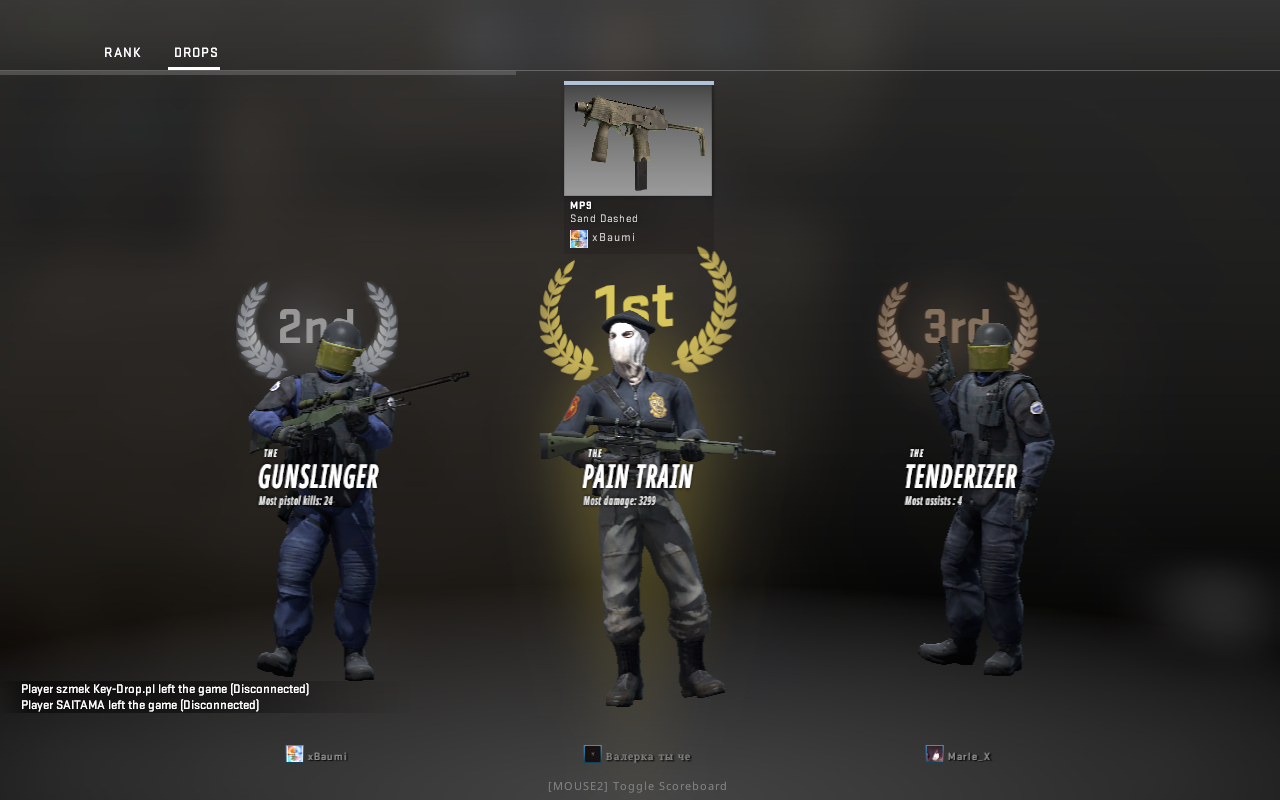 RANK DROPS
MP9
Sand Dashed
xBaumi
2nd
1st
3rd
THE
GUNSLINGER
Most pistol kills: 24
THE
PAIN TRAIN
Most damage: 3299
THE
TENDERIZER
Most assists : 4
Player szmek Key-Drop.pl left the game (Disconnected)
Player SAITAMA left the game (Disconnected)
xBaumi
Валерка ты че
Marle_X
[MOUSE2] Toggle Scoreboard